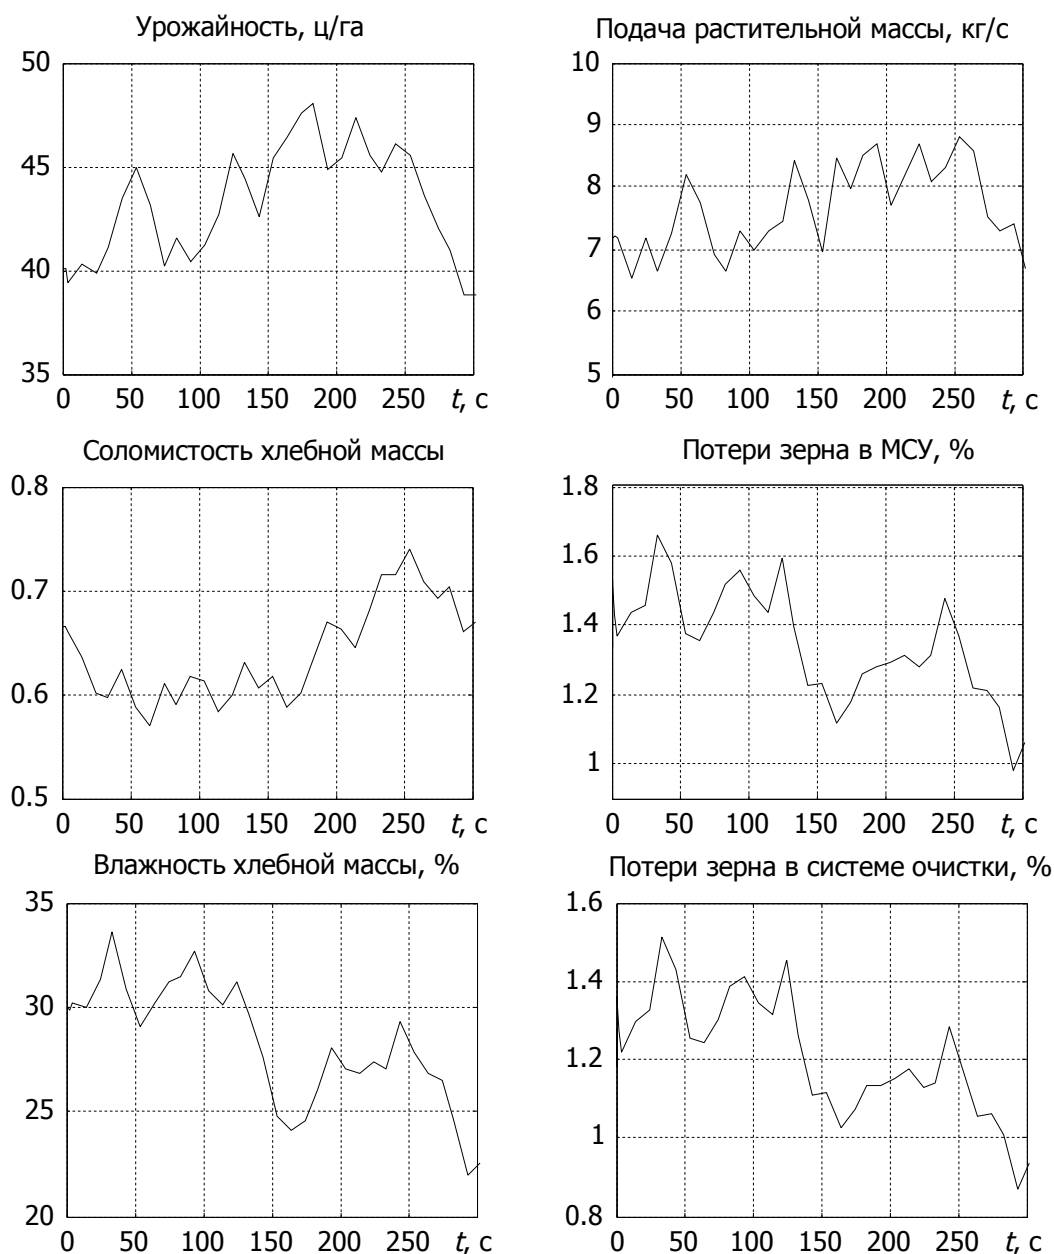 Урожайность, ц/га
50
45
40
35
0 50 100 150 200 250 t, с
Подача растительной массы, кг/с
10
9
8
7
6
5
0 50 100 150 200 250 t, с
Соломистость хлебной массы
0.8
0.7
0.6
0.5
0 50 100 150 200 250 t, с
Потери зерна в МСУ, %
1.8
1.6
1.4
1.2
1
0 50 100 150 200 250 t, с
Влажность хлебной массы, %
35
30
25
20
0 50 100 150 200 250 t, с
Потери зерна в системе очистки, %
1.6
1.4
1.2
1
0.8
0 50 100 150 200 250 t, с